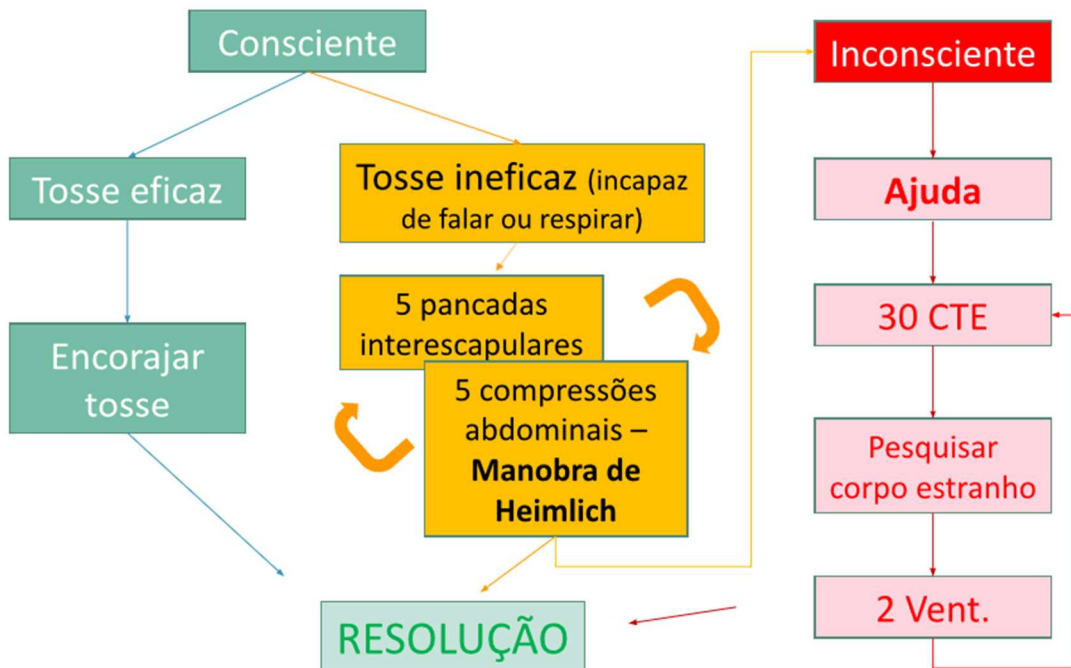 Consciente
Tosse eficaz
Encorajar
tosse
Tosse ineficaz (incapaz
de falar ou respirar)
5 pancadas
interescapulares
5 compressões
abdominais –
Manobra de
Heimlich
RESOLUÇÃO
Inconsciente
Ajuda
30 CTE
Pesquisar
corpo estranho
2 Vent.